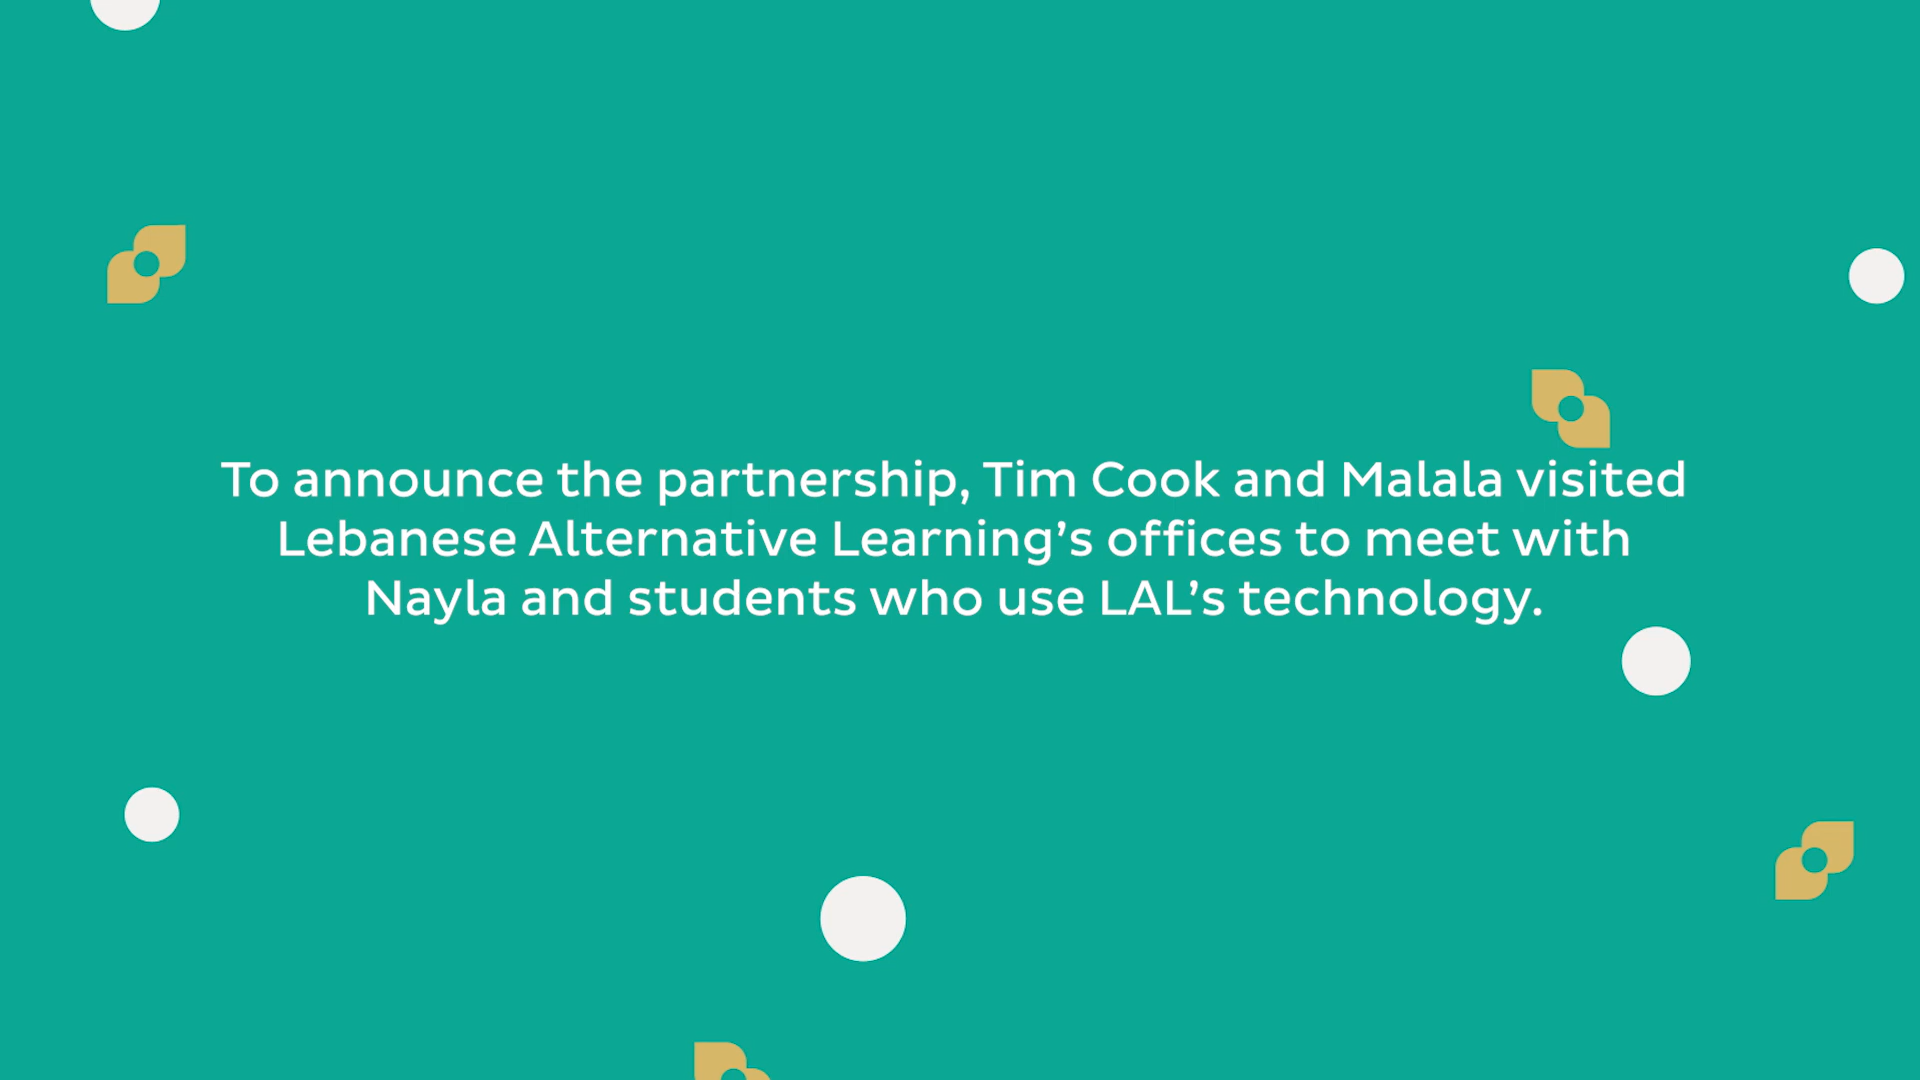 To announce the partnership, Tim Cook and Malala visited
Lebanese Alternative Learning’s offices to meet with
Nayla and students who use LAL’s technology.